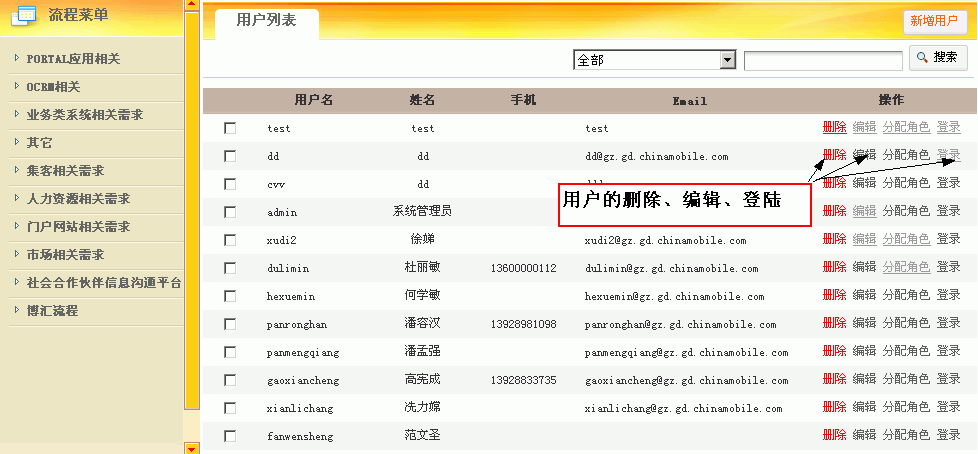 流程菜单
PORTAL应用相关
OCRM相关
业务类系统相关需求
其它
集客相关需求
人力资源相关需求
门户网站相关需求
市场相关需求
社会合作伙伴信息沟通平台
博汇流程
用户列表
新增用户
全部 搜索
用户名 姓名 手机 Email 操作
test test test 删除 编辑 分配角色 登录
dd dd dd@gz.gd.chinamobile.com 删除 编辑 分配角色 登录
cvv dd 删除 编辑 分配角色 登录
用户的删除、编辑、登陆
admin 系统管理员 删除 编辑 分配角色 登录
xudi2 徐娣 xudi2@gz.gd.chinamobile.com 删除 编辑 分配角色 登录
dulimin 杜丽敏 13600000112 dulimin@gz.gd.chinamobile.com 删除 编辑 分配角色 登录
hexuemin 何学敏 hexuemin@gz.gd.chinamobile.com 删除 编辑 分配角色 登录
panronghan 潘容汉 13928981098 panronghan@gz.gd.chinamobile.com 删除 编辑 分配角色 登录
panmengqiang 潘孟强 panmengqiang@gz.gd.chinamobile.com 删除 编辑 分配角色 登录
gaoxiancheng 高宪成 13928833735 gaoxiancheng@gz.gd.chinamobile.com 删除 编辑 分配角色 登录
xianlichang 冼力嫦 xianlichang@gz.gd.chinamobile.com 删除 编辑 分配角色 登录
fanwensheng 范文圣 删除 编辑 分配角色 登录